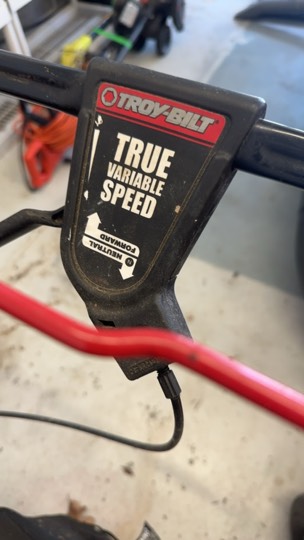 TROY-BILT
TRUE
VARIABLE
SPEED
NEUTRAL
FORWARD